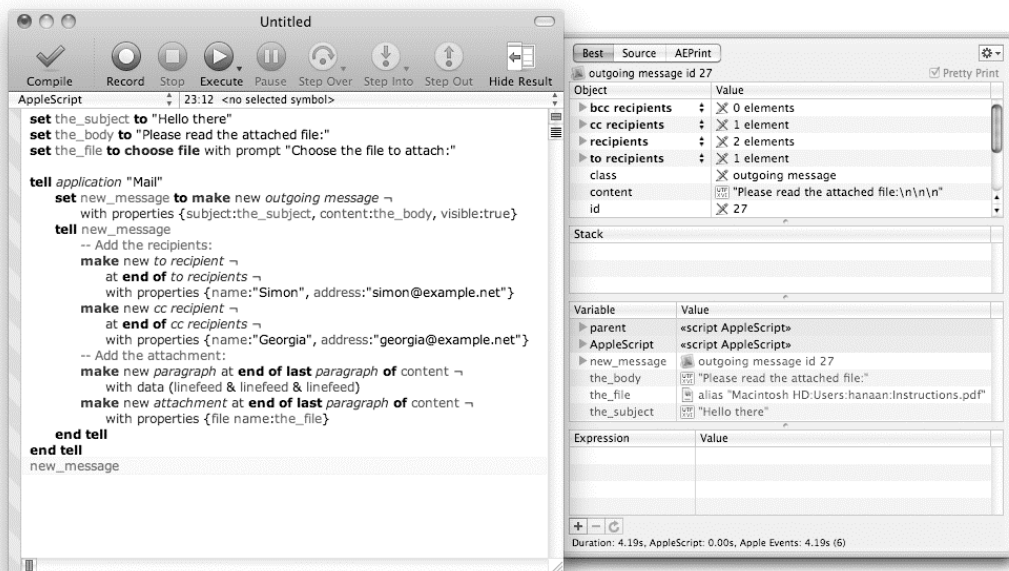 Untitled
Compile Record Stop Execute Pause Step Over Step Into Step Out Hide Result
AppleScript 23:12 <no selected symbol>
set the_subject to "Hello there"
set the_body to "Please read the attached file:"
set the_file to choose file with prompt "Choose the file to attach:"
tell application "Mail"
set new_message to make new outgoing message ¬
with properties {subject:the_subject, content:the_body, visible:true}
tell new_message
-- Add the recipients:
make new to recipient ¬
at end of to recipients ¬
with properties {name:"Simon", address:"simon@example.net"}
make new cc recipient ¬
at end of cc recipients ¬
with properties {name:"Georgia", address:"georgia@example.net"}
-- Add the attachment:
make new paragraph at end of last paragraph of content ¬
with data (linefeed & linefeed & linefeed)
make new attachment at end of last paragraph of content ¬
with properties {file name:the_file}
end tell
end tell
new_message
Best Source AEPrint
outgoing message id 27 Pretty Print
Object Value
bcc recipients 0 elements
cc recipients 1 element
recipients 2 elements
to recipients 1 element
class outgoing message
content "Please read the attached file:\n\n\n"
id 27
Stack
Variable Value
parent «script AppleScript»
AppleScript «script AppleScript»
new_message outgoing message id 27
the_body "Please read the attached file:"
the_file alias "Macintosh HD:Users:hanaan:Instructions.pdf"
the_subject "Hello there"
Expression Value
Duration: 4.19s, AppleScript: 0.00s, Apple Events: 4.19s (6)